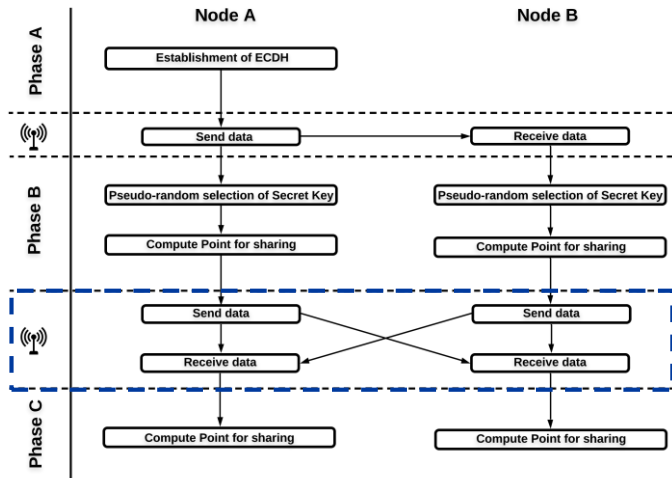 Node A
Node B
Phase A
Establishment of ECDH
Send data
Receive data
Phase B
Pseudo-random selection of Secret Key
Pseudo-random selection of Secret Key
Compute Point for sharing
Compute Point for sharing
Send data
Send data
Receive data
Receive data
Phase C
Compute Point for sharing
Compute Point for sharing